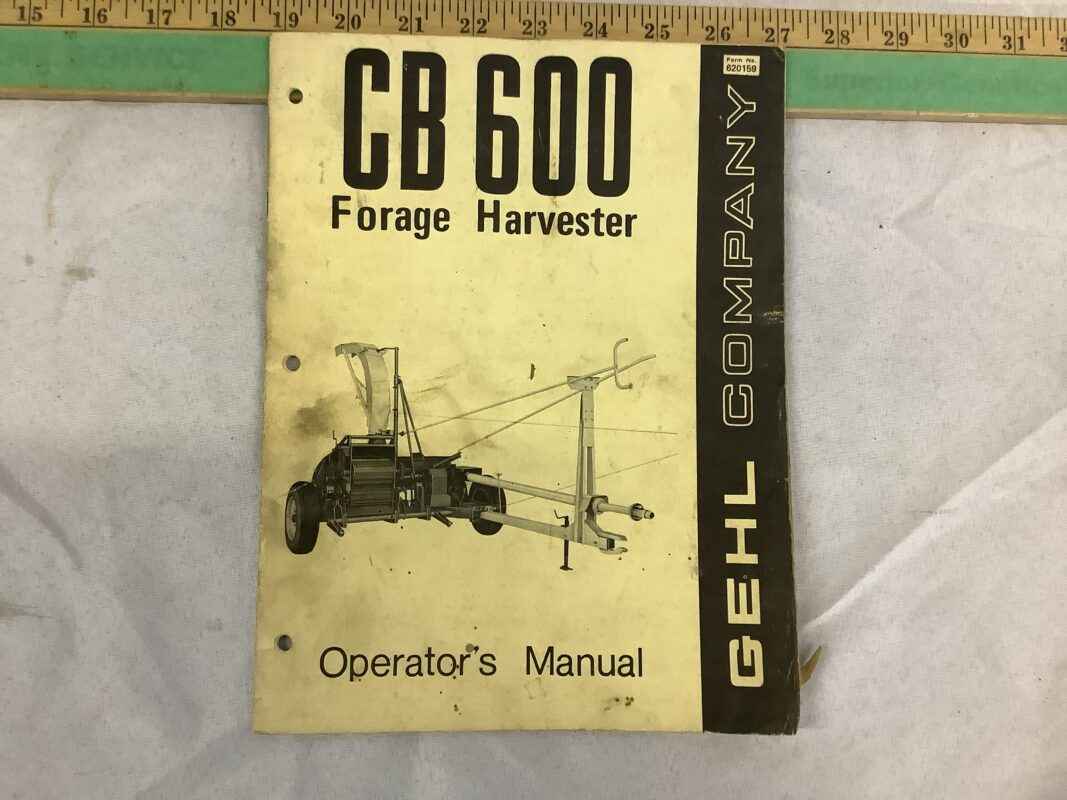 15 16 17 18 19 20 21 22 23 24 25 26 27 28 29 30 31
CB 600
Forage Harvester
Form No.
620159
GEHL COMPANY
Operator's Manual